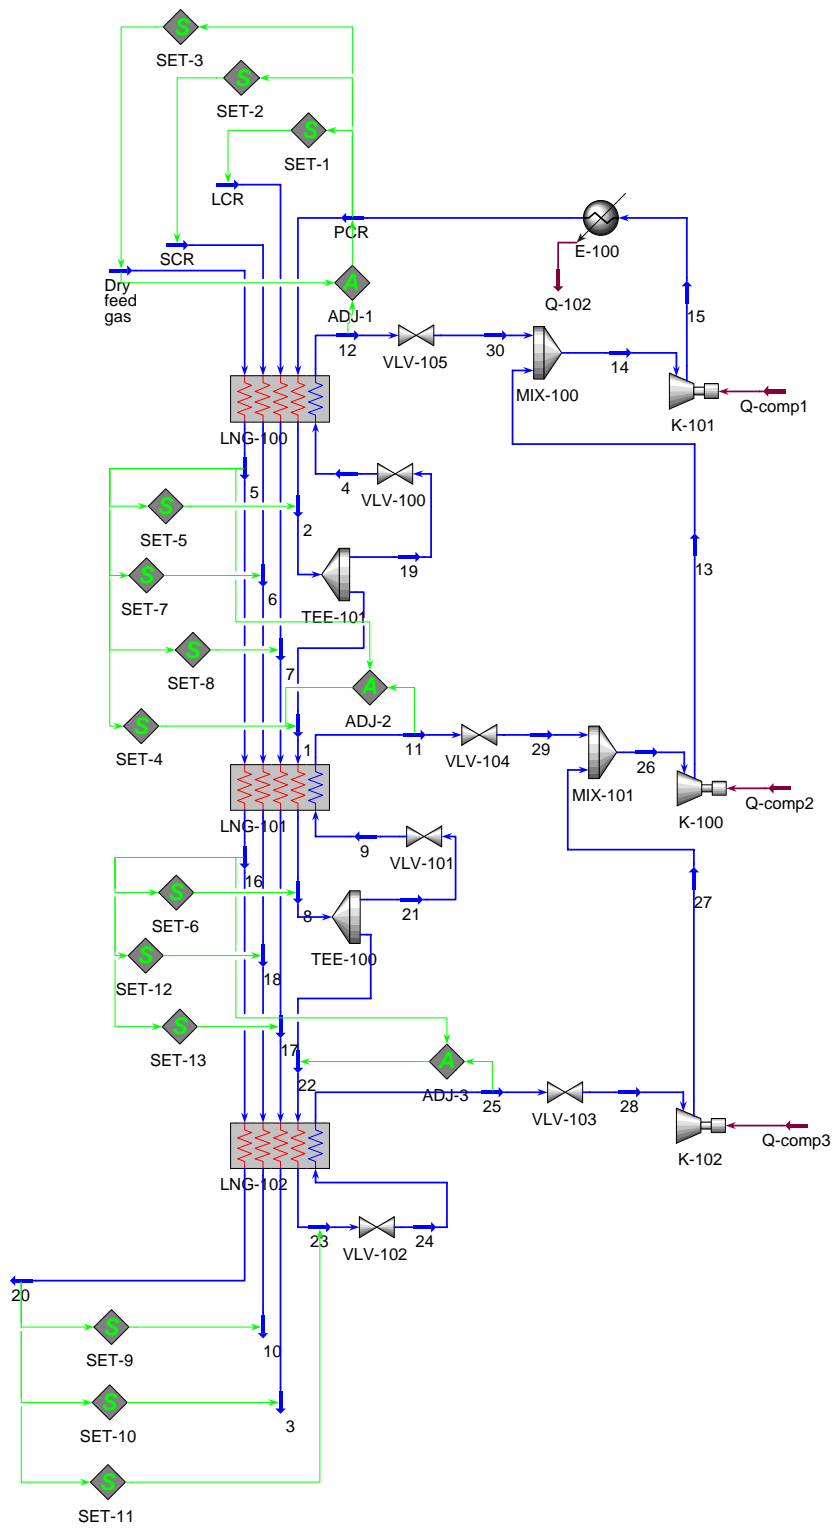 S
SET-3
S
SET-2
S
SET-1
LCR
PCR
E-100
SCR
Dry
feed
gas
A
ADJ-1
Q-102
15
12
VLV-105
30
MIX-100
14
K-101
Q-comp1
LNG-100
5
4
VLV-100
S
SET-5
2
19
TEE-101
13
S
SET-7
6
S
SET-8
7
A
ADJ-2
S
SET-4
1
11
VLV-104
29
MIX-101
26
K-100
Q-comp2
LNG-101
16
9
VLV-101
S
SET-6
8
21
TEE-100
27
S
SET-12
18
S
SET-13
17
22
A
ADJ-3
25
VLV-103
28
K-102
Q-comp3
LNG-102
23
VLV-102
24
20
S
SET-9
10
S
SET-10
3
S
SET-11